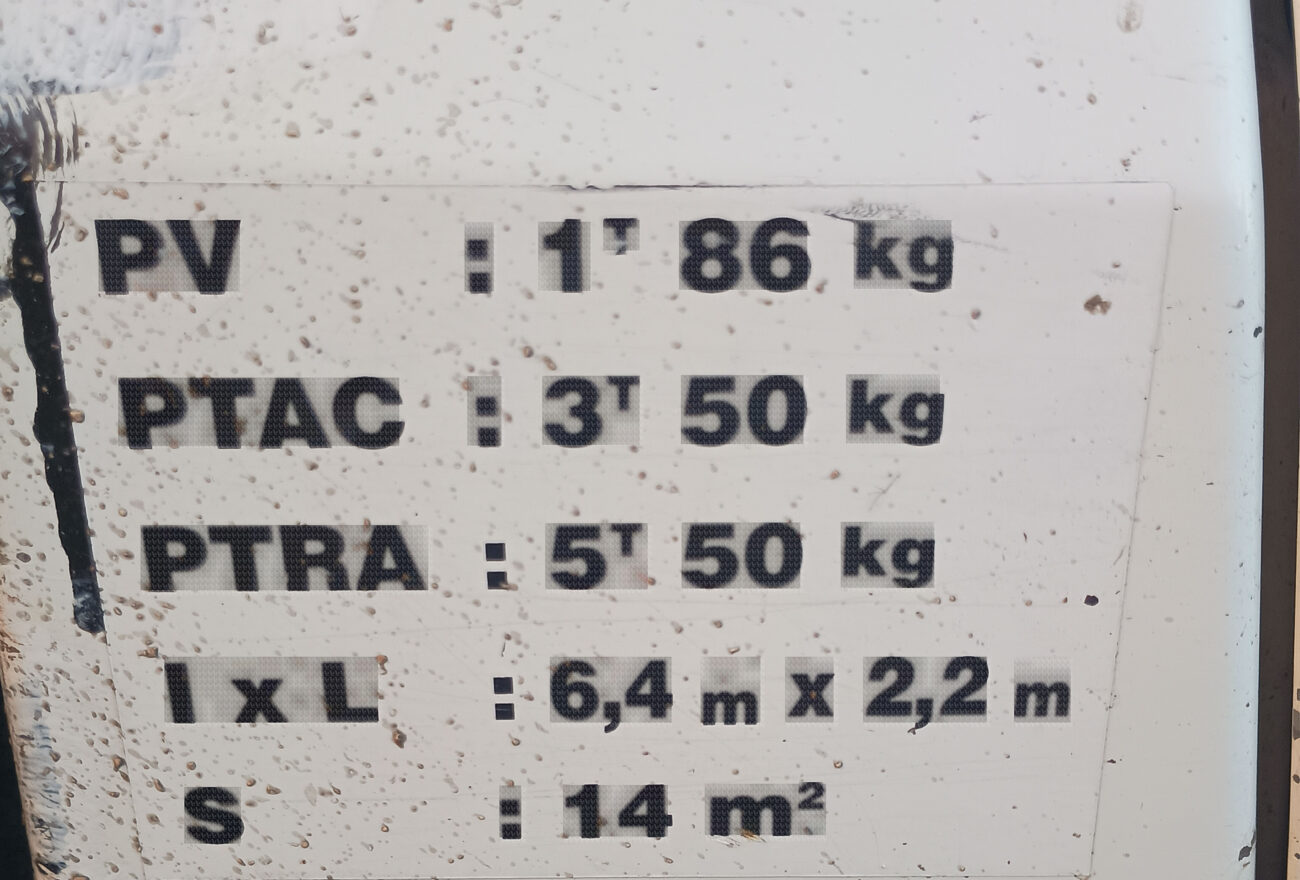 PV : 1T 86 kg
PTAC : 3T 50 kg
PTRA : 5T 50 kg
l x L : 6,4 m x 2,2 m
S : 14 m²